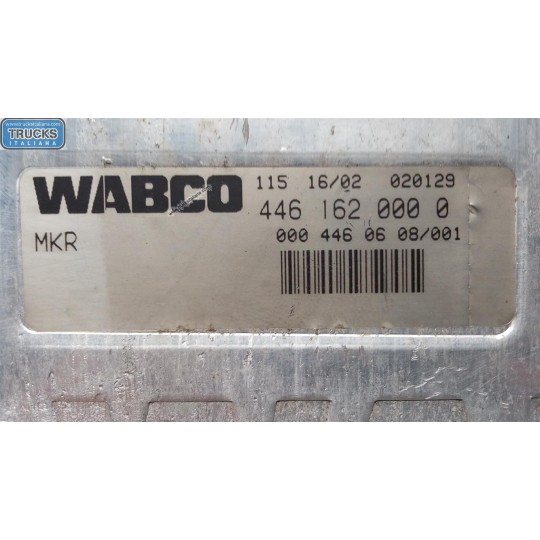 TRUCKS
ITALIANA
WABCO
115 16/02 020129
446 162 000 0
MKR
000 446 06 08/001